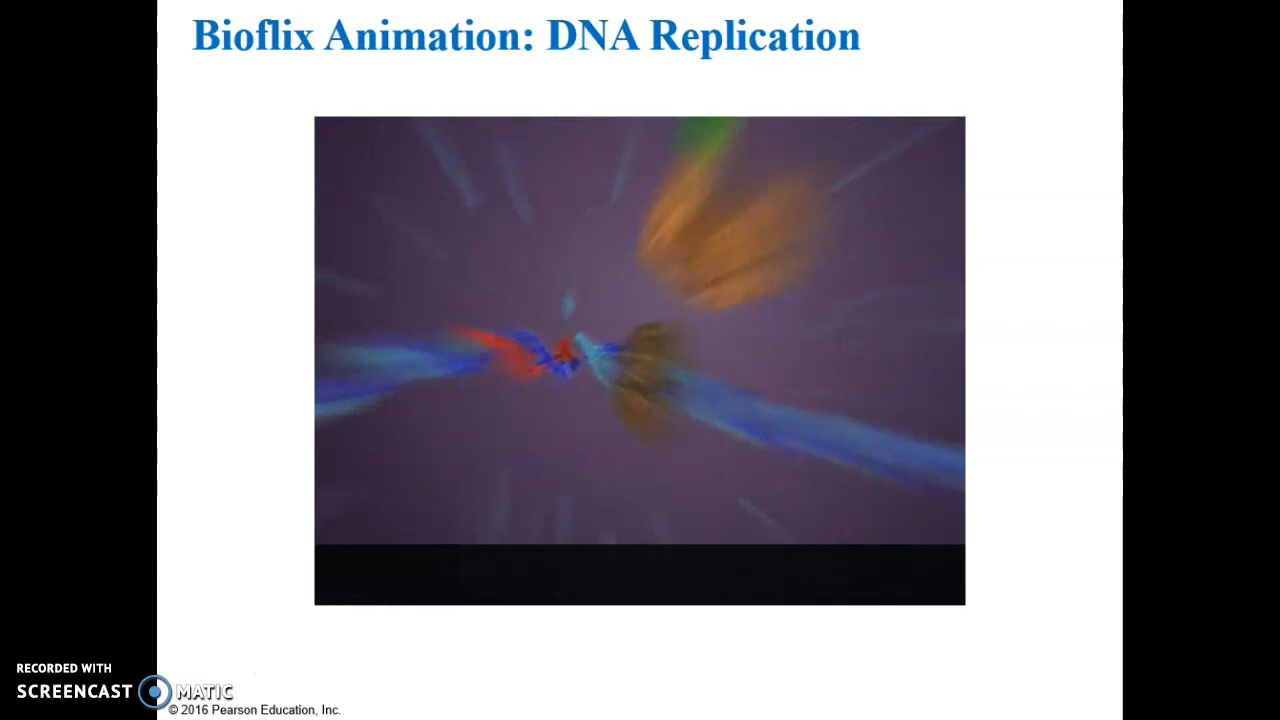 Bioflix Animation: DNA Replication
RECORDED WITH
SCREENCAST MATIC
© 2016 Pearson Education, Inc.